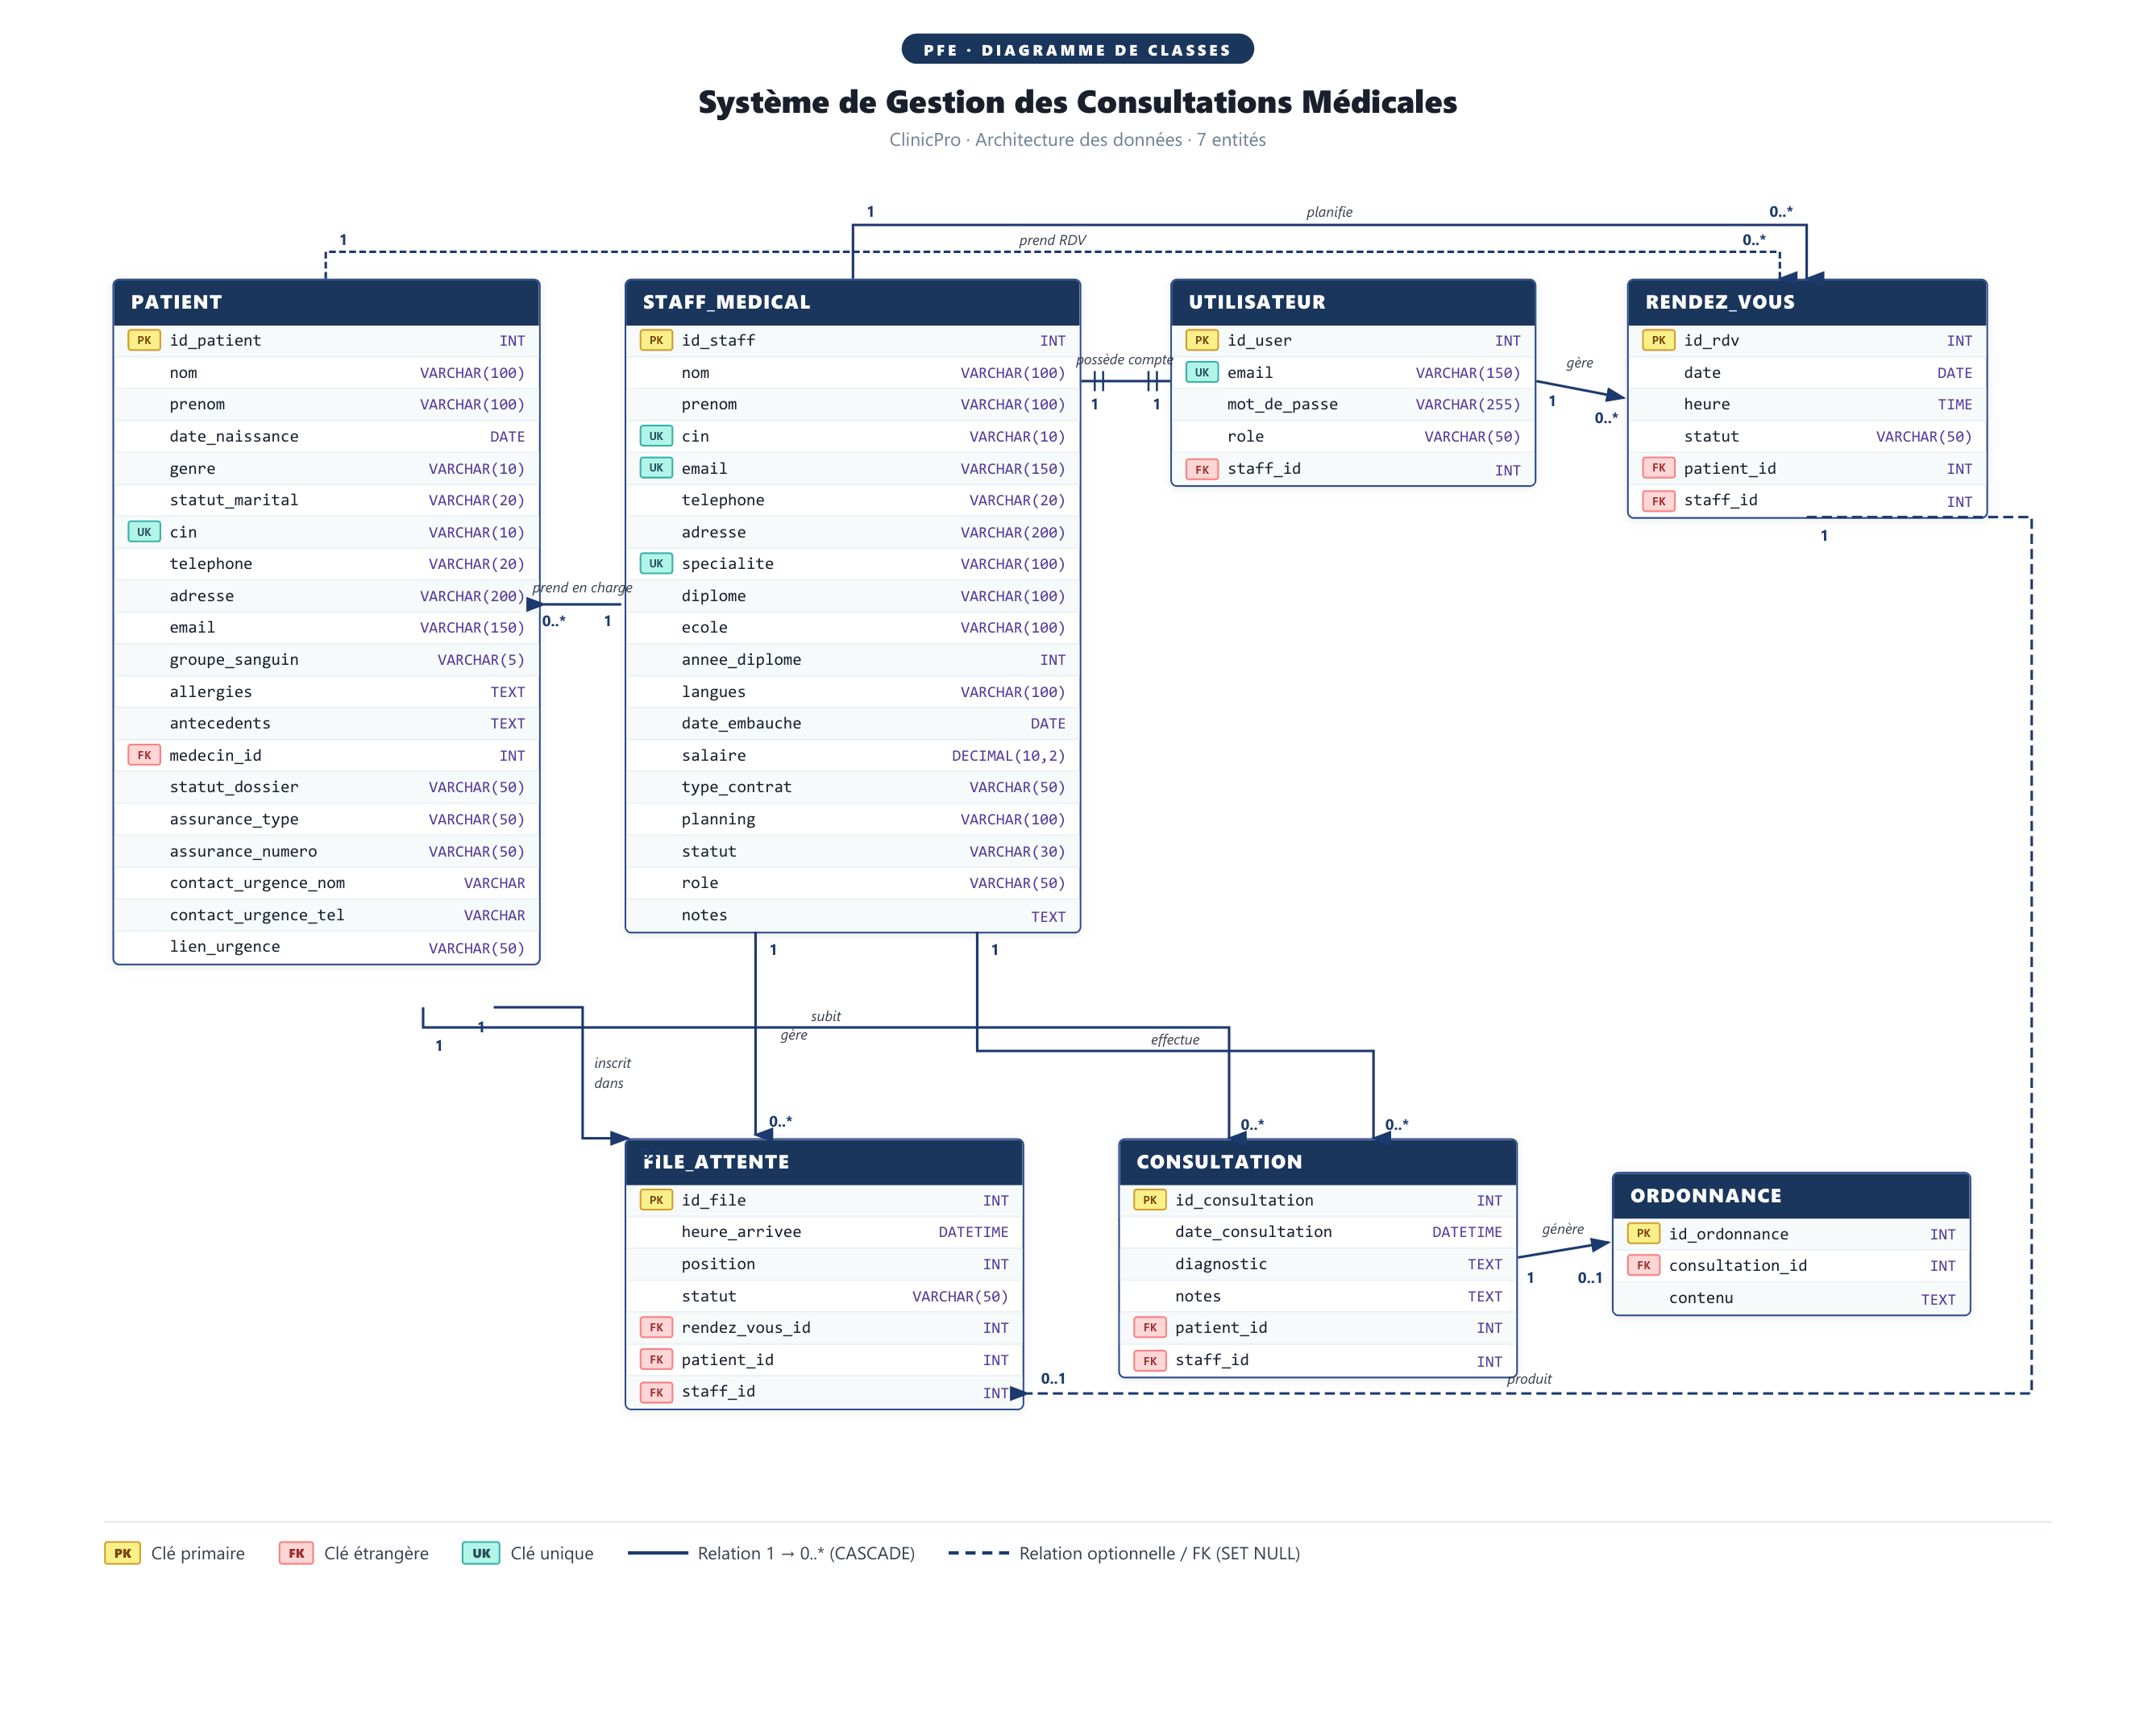 PFE · DIAGRAMME DE CLASSES
Système de Gestion des Consultations Médicales
ClinicPro · Architecture des données · 7 entités
1 planifie 0..*
1 prend RDV 0..*
PATIENT
PK id_patient INT
nom VARCHAR(100)
prenom VARCHAR(100)
date_naissance DATE
genre VARCHAR(10)
statut_marital VARCHAR(20)
UK cin VARCHAR(10)
telephone VARCHAR(20)
adresse VARCHAR(200)
email VARCHAR(150)
groupe_sanguin VARCHAR(5)
allergies TEXT
antecedents TEXT
FK medecin_id INT
statut_dossier VARCHAR(50)
assurance_type VARCHAR(50)
assurance_numero VARCHAR(50)
contact_urgence_nom VARCHAR
contact_urgence_tel VARCHAR
lien_urgence VARCHAR(50)
prend en charge
0..* 1
STAFF_MEDICAL
PK id_staff INT
nom VARCHAR(100)
prenom VARCHAR(100)
UK cin VARCHAR(10)
UK email VARCHAR(150)
telephone VARCHAR(20)
adresse VARCHAR(200)
UK specialite VARCHAR(100)
diplome VARCHAR(100)
ecole VARCHAR(100)
annee_diplome INT
langues VARCHAR(100)
date_embauche DATE
salaire DECIMAL(10,2)
type_contrat VARCHAR(50)
planning VARCHAR(100)
statut VARCHAR(30)
role VARCHAR(50)
notes TEXT
possède compte
1 1
UTILISATEUR
PK id_user INT
UK email VARCHAR(150)
mot_de_passe VARCHAR(255)
role VARCHAR(50)
FK staff_id INT
gère
1 0..*
RENDEZ_VOUS
PK id_rdv INT
date DATE
heure TIME
statut VARCHAR(50)
FK patient_id INT
FK staff_id INT
1
1 1
subit
1
gère
1
effectue
inscrit
dans
0..* 0..* 0..*
FILE_ATTENTE
PK id_file INT
heure_arrivee DATETIME
position INT
statut VARCHAR(50)
FK rendez_vous_id INT
FK patient_id INT
FK staff_id INT
CONSULTATION
PK id_consultation INT
date_consultation DATETIME
diagnostic TEXT
notes TEXT
FK patient_id INT
FK staff_id INT
génère
1 0..1
ORDONNANCE
PK id_ordonnance INT
FK consultation_id INT
contenu TEXT
0..1 produit
PK Clé primaire FK Clé étrangère UK Clé unique Relation 1 → 0..* (CASCADE) Relation optionnelle / FK (SET NULL)